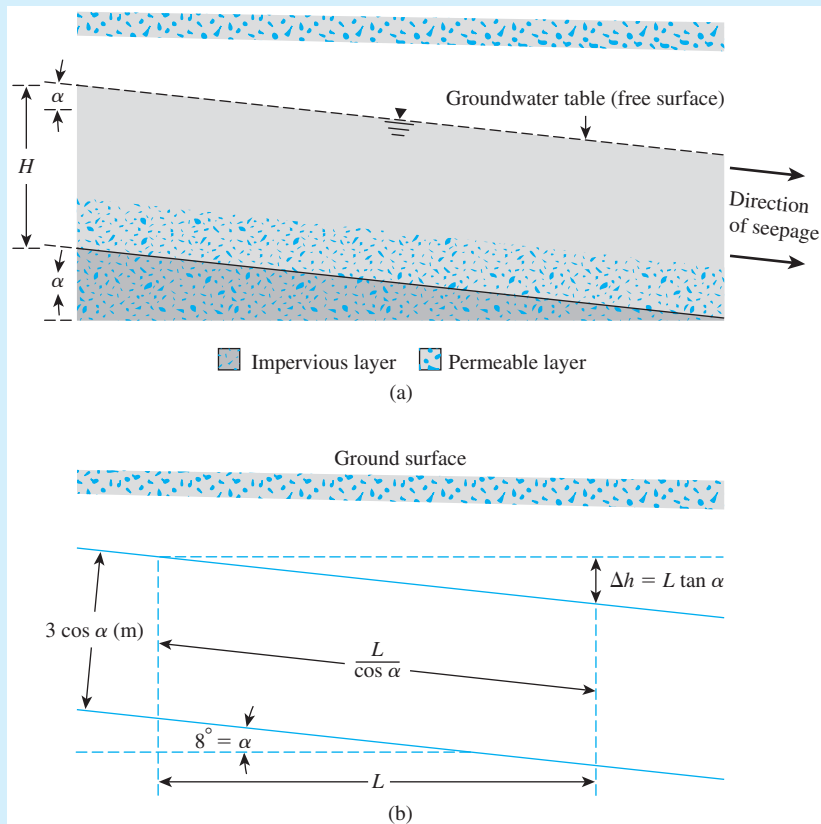 α
Groundwater table (free surface)
H
Direction
of seepage
α
Impervious layer
Permeable layer
(a)
Ground surface
Δh = L tan α
3 cos α (m)
L
cos α
8° = α
L
(b)